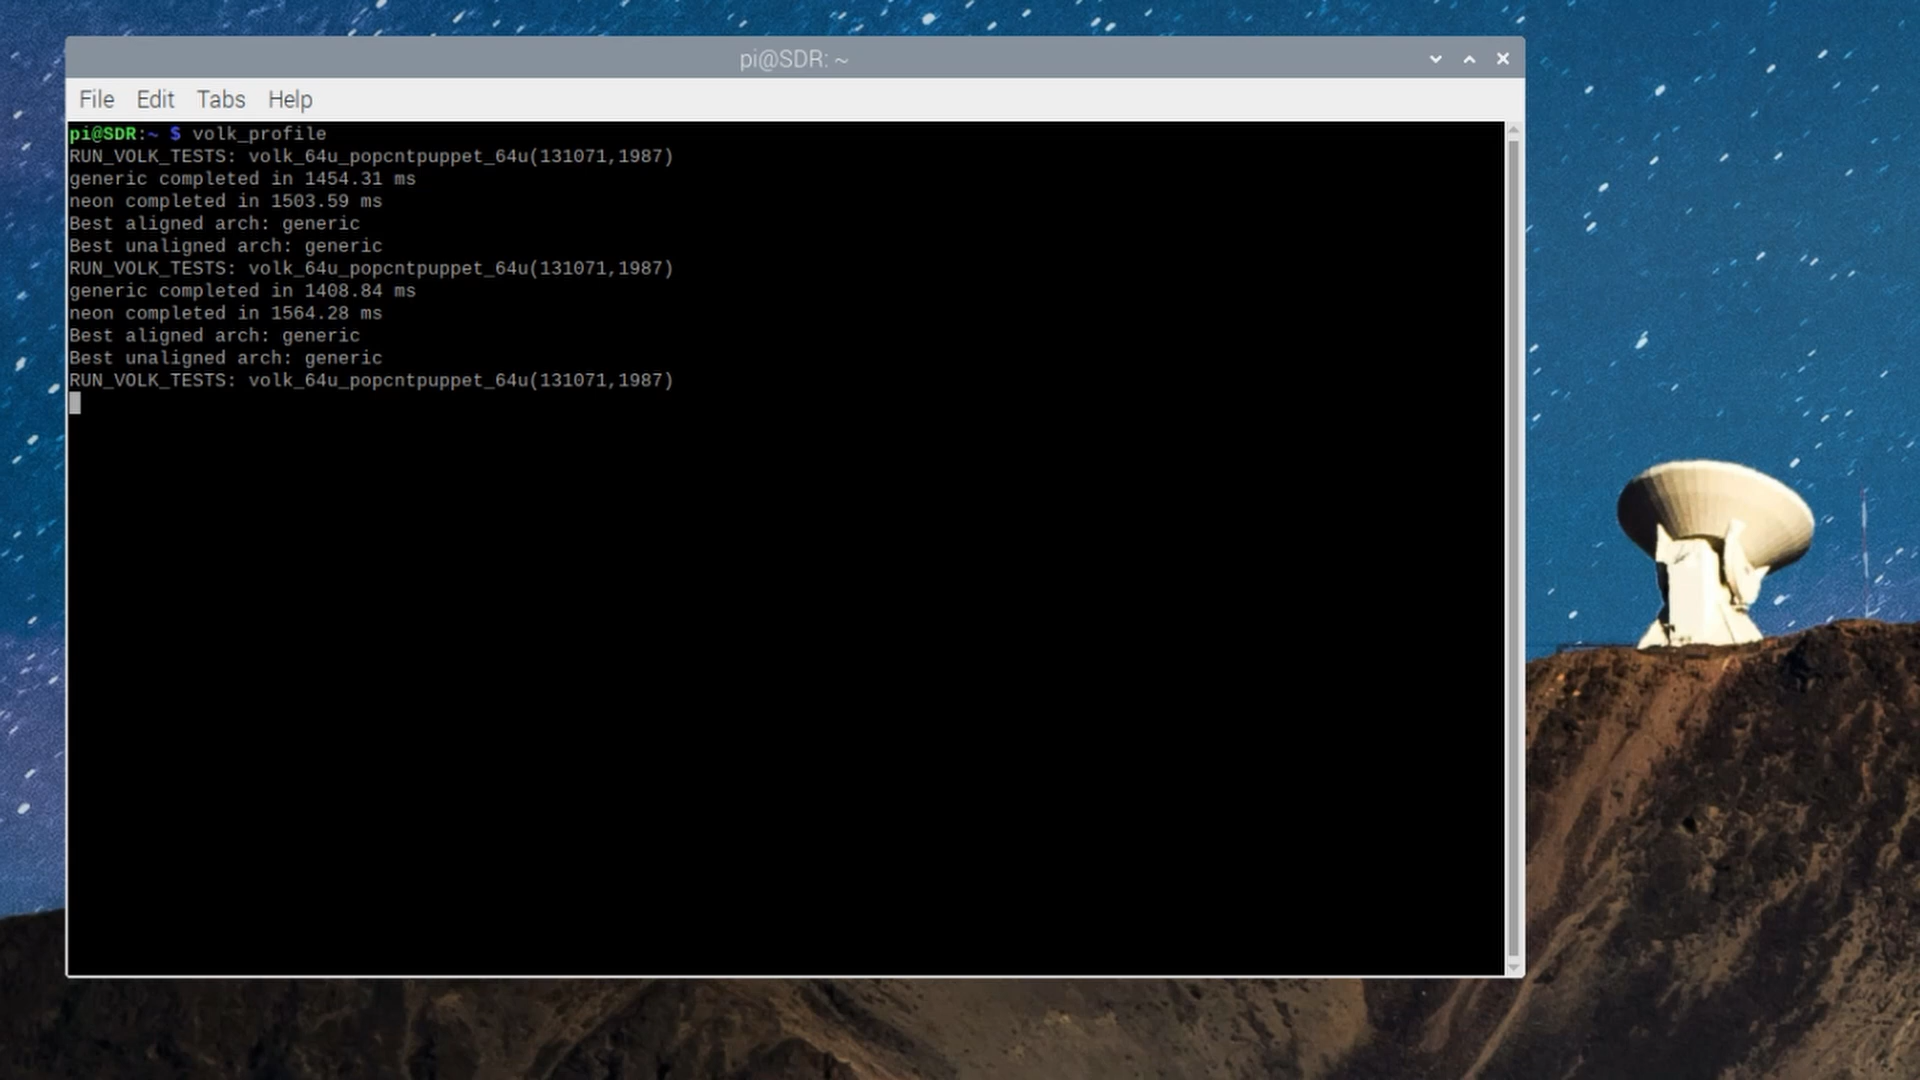 pi@SDR: ~
File Edit Tabs Help
pi@SDR:~ $ volk_profile
RUN_VOLK_TESTS: volk_64u_popcntpuppet_64u(131071,1987)
generic completed in 1454.31 ms
neon completed in 1503.59 ms
Best aligned arch: generic
Best unaligned arch: generic
RUN_VOLK_TESTS: volk_64u_popcntpuppet_64u(131071,1987)
generic completed in 1408.84 ms
neon completed in 1564.28 ms
Best aligned arch: generic
Best unaligned arch: generic
RUN_VOLK_TESTS: volk_64u_popcntpuppet_64u(131071,1987)